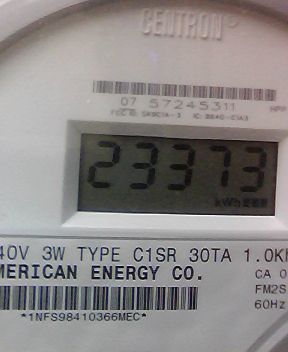 CENTRON
07 57245311
23373
kWh
40V 3W TYPE C1SR 30TA 1.0Kh
MERICAN ENERGY CO.
CA 0
FM2S
60Hz
*1NFS98410366MEC*